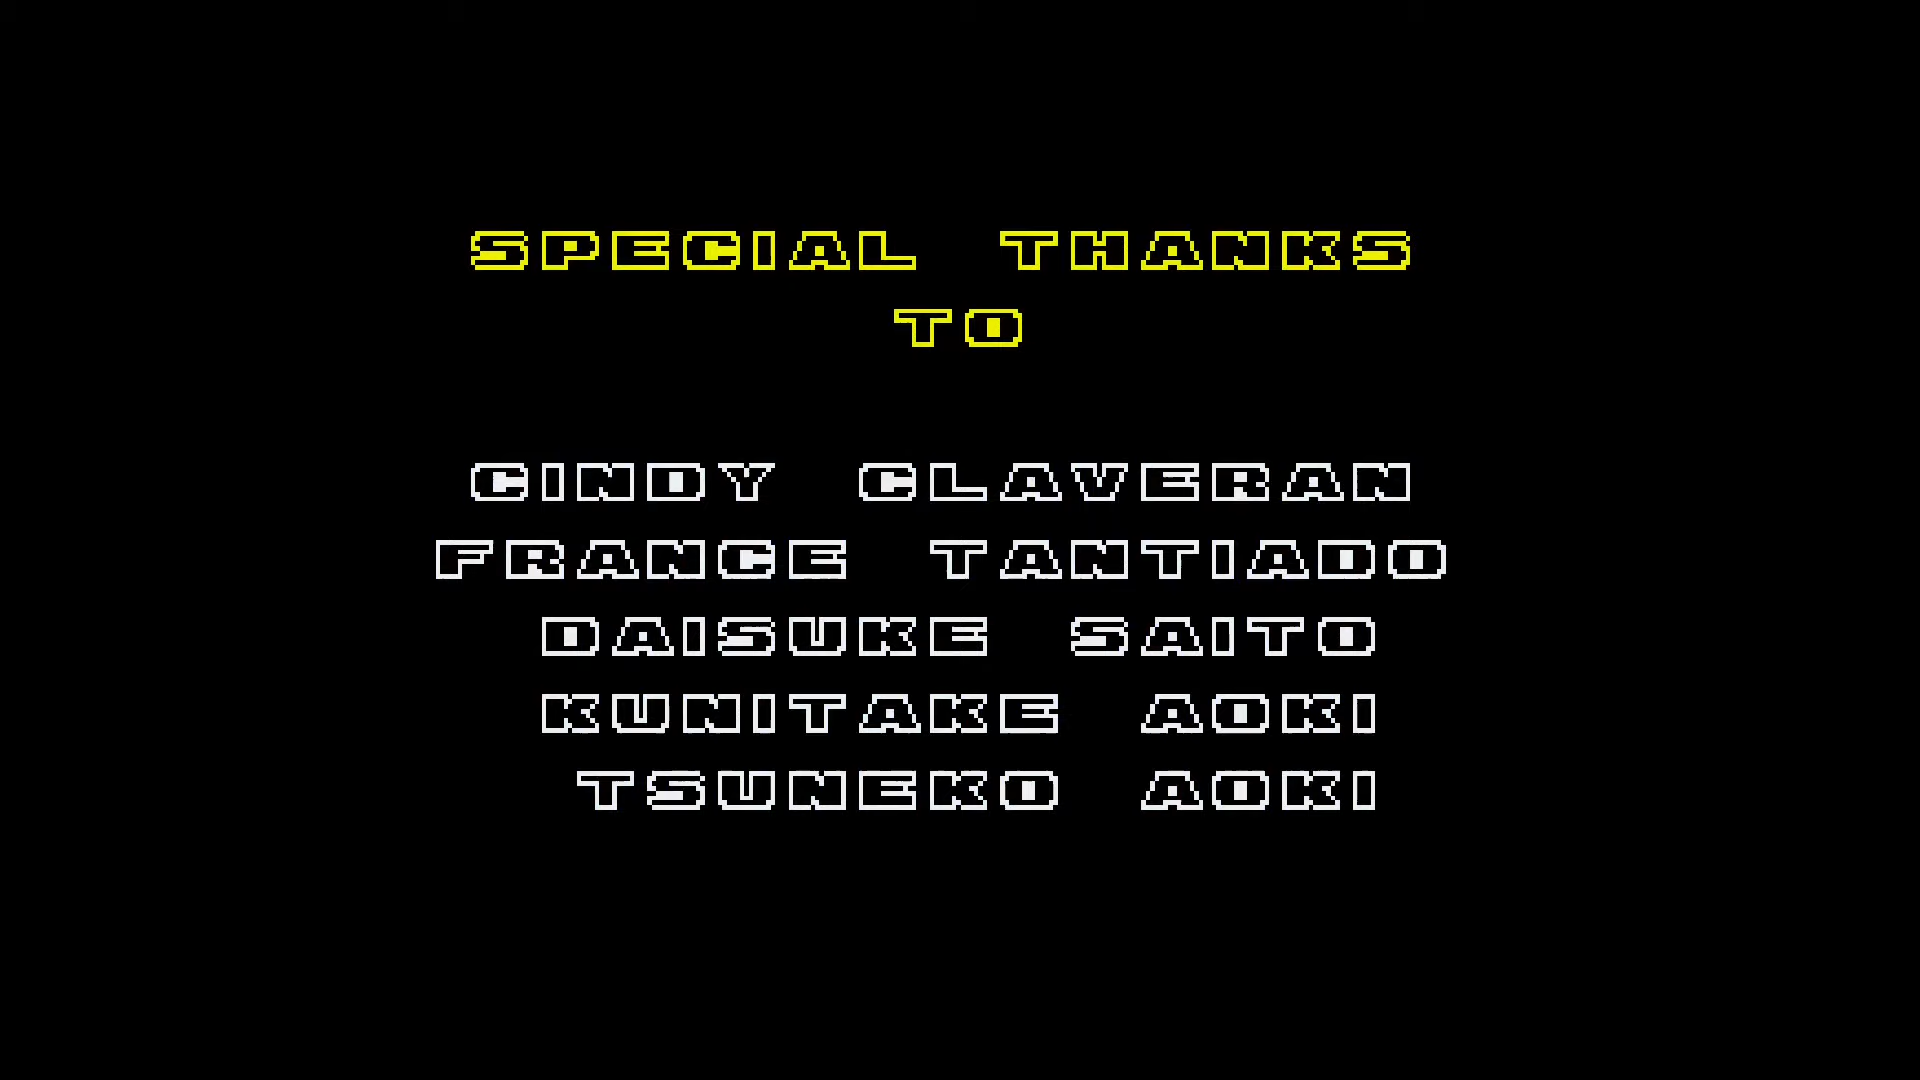 SPECIAL THANKS
TO
CINDY CLAVERAN
FRANCE TANTIADO
DAISUKE SAITO
KUNITAKE AOKI
TSUNEKO AOKI